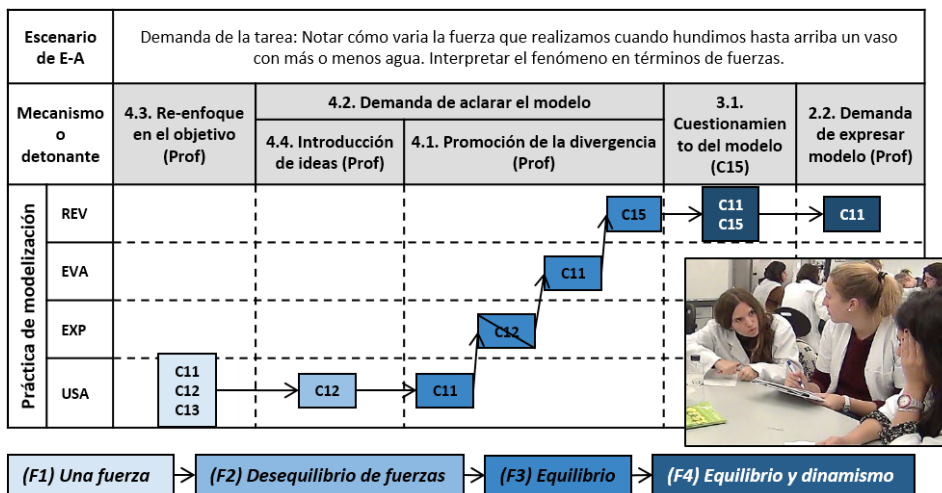 Escenario
de E-A
Demanda de la tarea: Notar cómo varia la fuerza que realizamos cuando hundimos hasta arriba un vaso
con más o menos agua. Interpretar el fenómeno en términos de fuerzas.
Mecanismo
o
detonante
4.3. Re-enfoque
en el objetivo
(Prof)
4.2. Demanda de aclarar el modelo
4.4. Introducción
de ideas (Prof)
4.1. Promoción de la divergencia
(Prof)
3.1.
Cuestionamien
to del modelo
(C15)
2.2. Demanda
de expresar
modelo (Prof)
Práctica de modelización
REV
C15
C11
C15
C11
EVA
C11
EXP
C12
USA
C11
C12
C13
C12
C11
(F1) Una fuerza
(F2) Desequilibrio de fuerzas
(F3) Equilibrio
(F4) Equilibrio y dinamismo